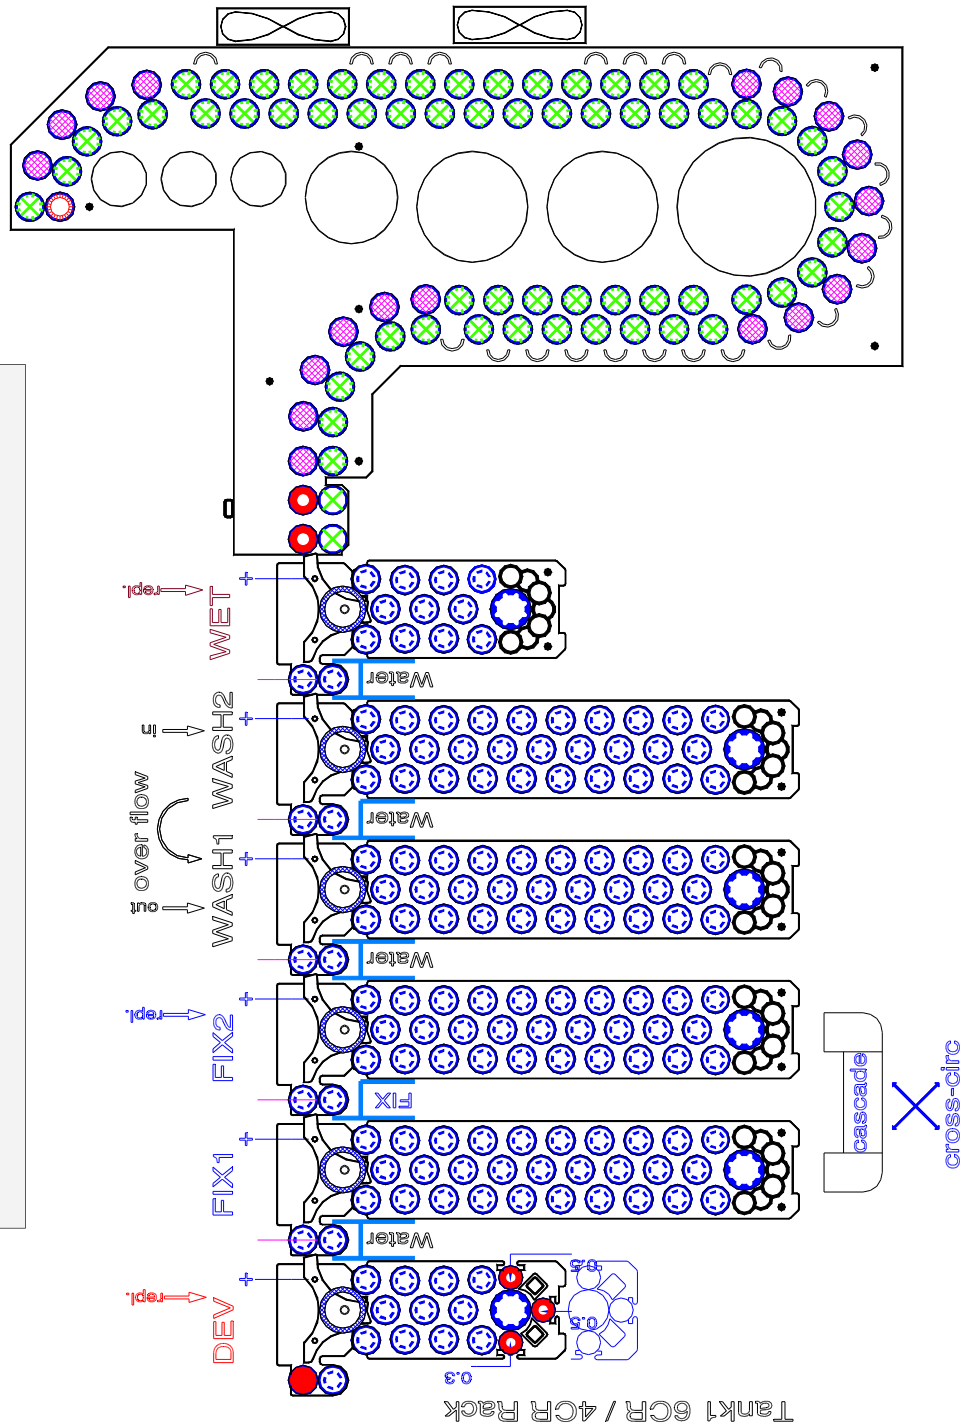 repl.
WET
Water
in
WASH2
over flow
Water
WASH1
out
Water
repl.
FIX2
FIX
cascade
cross-circ
FIX1
Water
repl.
DEV
0.5
0.5
0.3
Tank1 6CR / 4CR Rack